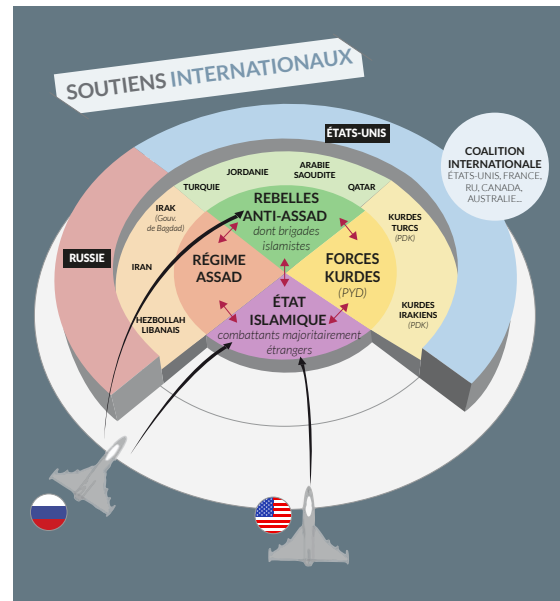 SOUTIENS INTERNATIONAUX
ÉTATS-UNIS
COALITION
INTERNATIONALE
ÉTATS-UNIS, FRANCE,
RU, CANADA,
AUSTRALIE...
JORDANIE
ARABIE
SAOUDITE
TURQUIE
QATAR
REBELLES
ANTI-ASSAD
dont brigades
islamistes
IRAK
(Gouv.
de Bagdad)
KURDES
TURCS
(PDK)
RUSSIE
IRAN
RÉGIME
ASSAD
FORCES
KURDES
(PYD)
HEZBOLLAH
LIBANAIS
ÉTAT
ISLAMIQUE
combattants majoritairement
étrangers
KURDES
IRAKIENS
(PDK)